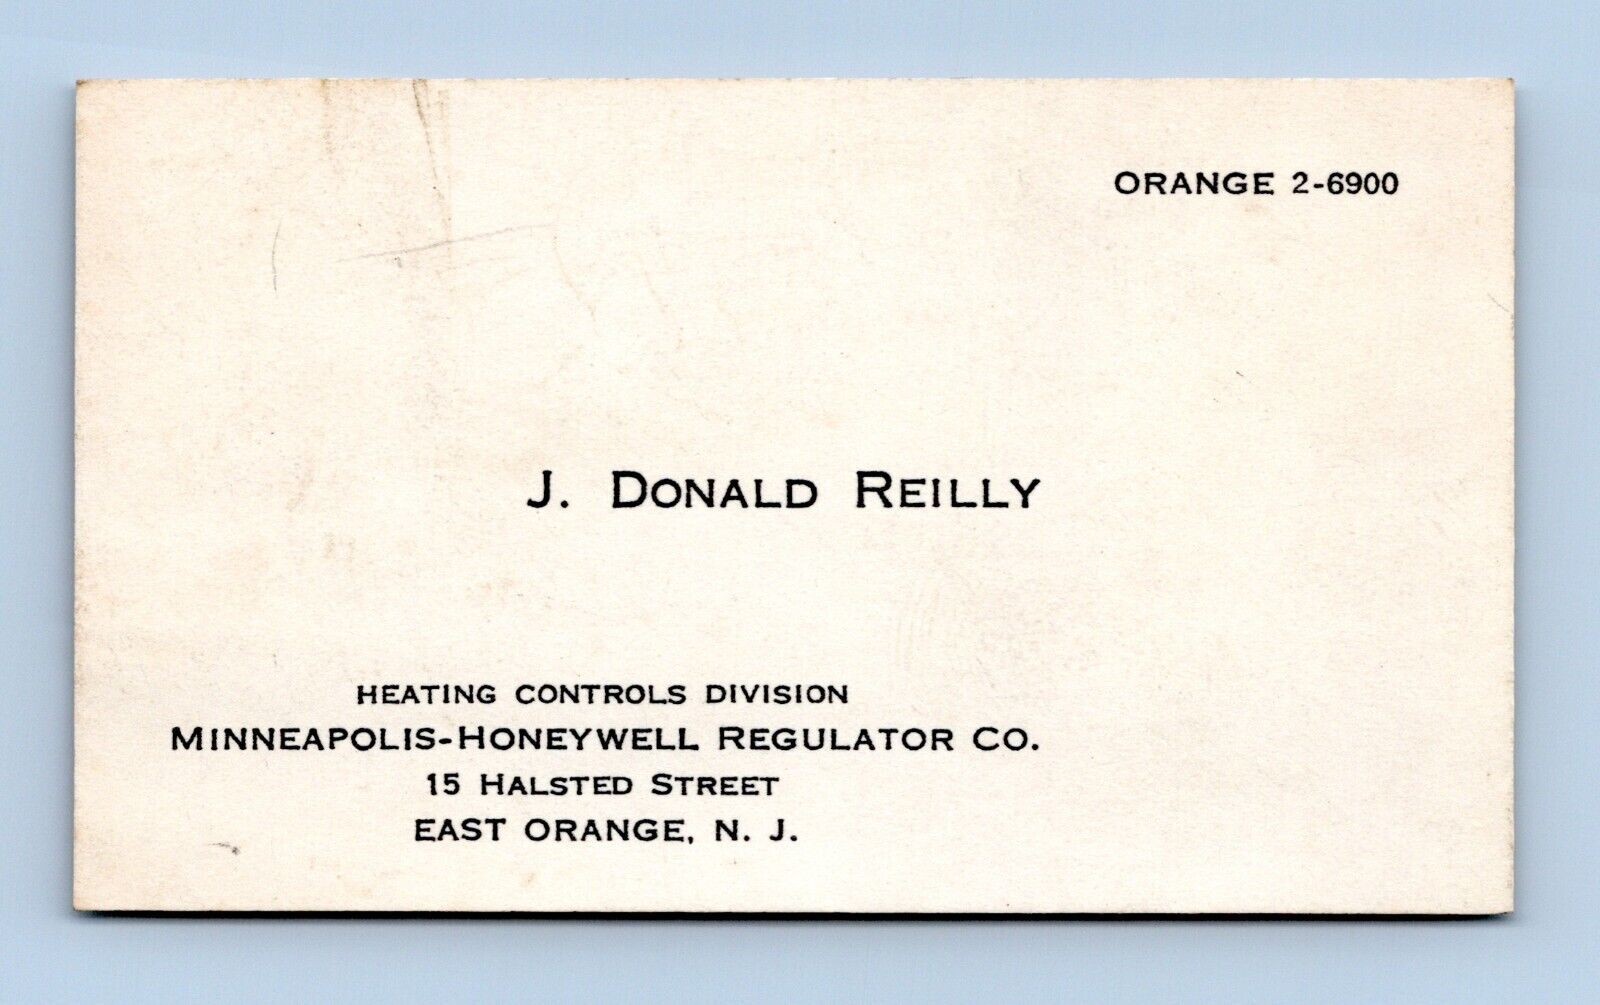 ORANGE 2-6900
J. DONALD REILLY
HEATING CONTROLS DIVISION
MINNEAPOLIS-HONEYWELL REGULATOR CO.
15 HALSTED STREET
EAST ORANGE, N. J.